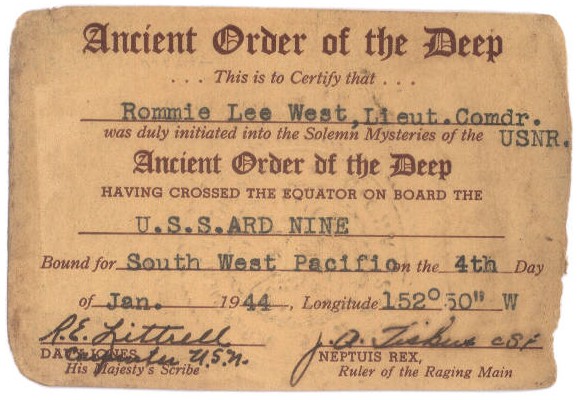 Ancient Order of the Deep
. . . This is to Certify that . . .
Rommie Lee West, Lieut. Comdr.
was duly initiated into the Solemn Mysteries of the USNR.
Ancient Order of the Deep
HAVING CROSSED THE EQUATOR ON BOARD THE
U.S.S. ARD NINE
Bound for South West Pacific on the 4th Day
of Jan. 1944, Longitude 152° 50" W
R. E. Littrell J. A.
DAVY JONES, NEPTUIS REX,
Carpenter U.S.N.
His Majesty's Scribe Ruler of the Raging Main